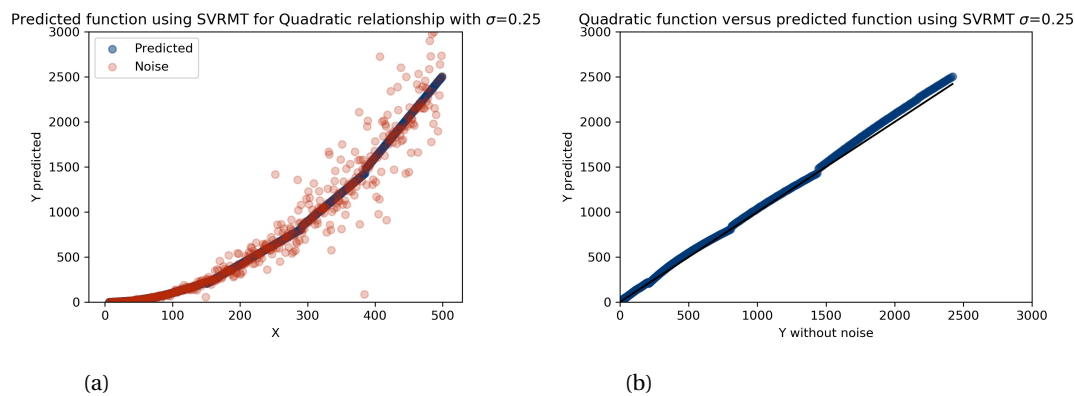 Predicted function using SVRMT for Quadratic relationship with σ=0.25
3000
2500
2000
1500
1000
500
0
Y predicted
Predicted
Noise
0
100
200
300
400
500
X
(a)
Quadratic function versus predicted function using SVRMT σ=0.25
3000
2500
2000
1500
1000
500
0
Y predicted
0
500
1000
1500
2000
2500
3000
Y without noise
(b)